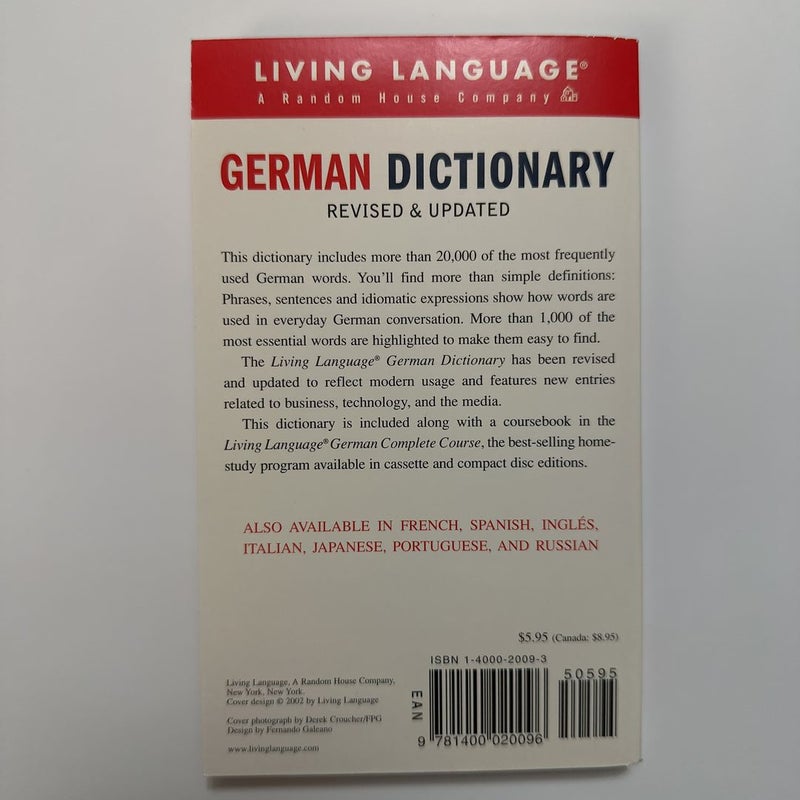 LIVING LANGUAGE®
A Random House Company
GERMAN DICTIONARY
REVISED & UPDATED
This dictionary includes more than 20,000 of the most frequently
used German words. You'll find more than simple definitions:
Phrases, sentences and idiomatic expressions show how words are
used in everyday German conversation. More than 1,000 of the
most essential words are highlighted to make them easy to find.
The Living Language® German Dictionary has been revised
and updated to reflect modern usage and features new entries
related to business, technology, and the media.
This dictionary is included along with a coursebook in the
Living Language® German Complete Course, the best-selling home-
study program available in cassette and compact disc editions.
ALSO AVAILABLE IN FRENCH, SPANISH, INGLÉS,
ITALIAN, JAPANESE, PORTUGUESE, AND RUSSIAN
$5.95 (Canada: $8.95)
ISBN 1-4000-2009-3
50595
EAN
9 781400 020096
Living Language, A Random House Company,
New York, New York.
Cover design © 2002 by Living Language
Cover photograph by Derek Croucher/FPG
Design by Fernando Galeano
www.livinglanguage.com